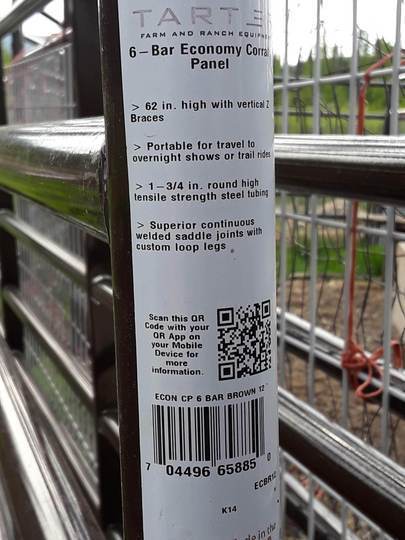 TARTE
FARM AND RANCH EQUIPM
6-Bar Economy Corra
Panel
> 62 in. high with vertical Z
Braces
> Portable for travel to
overnight shows or trail rides
> 1-3/4 in. round high
tensile strength steel tubing
> Superior continuous
welded saddle joints with
custom loop legs
Scan this QR
Code with your
QR App on
your Mobile
Device for
more
information.
ECON CP 6 BAR BROWN 12'
7 04496 65885 0
K14